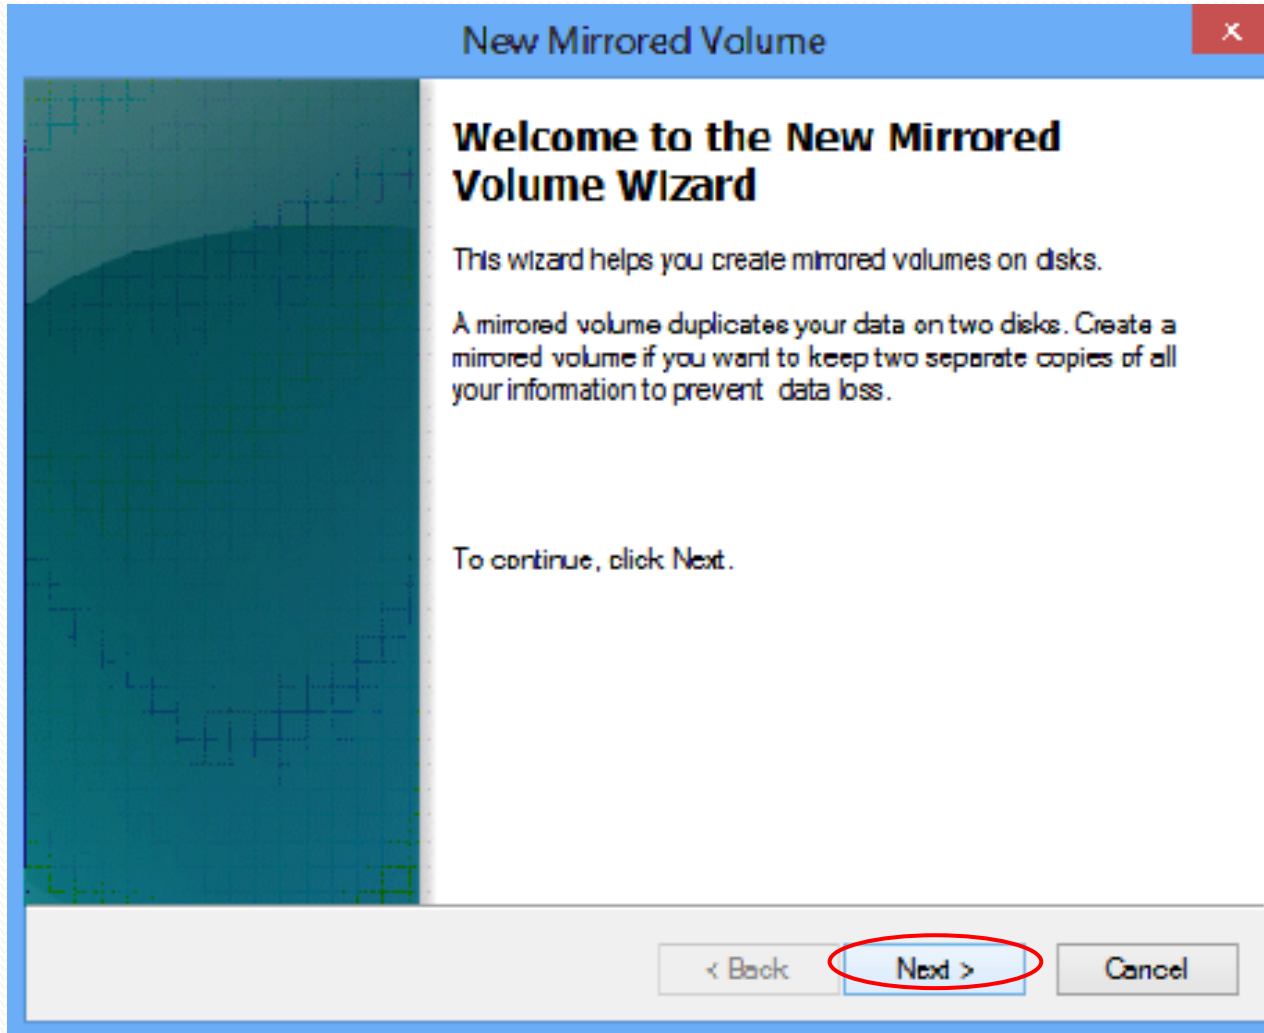 New Mirrored Volume
x
Welcome to the New Mirrored
Volume Wizard
This wizard helps you create mirrored volumes on disks.
A mirrored volume duplicates your data on two disks. Create a
mirrored volume if you want to keep two separate copies of all
your information to prevent data loss.
To continue, click Next.
< Back
Next >
Cancel